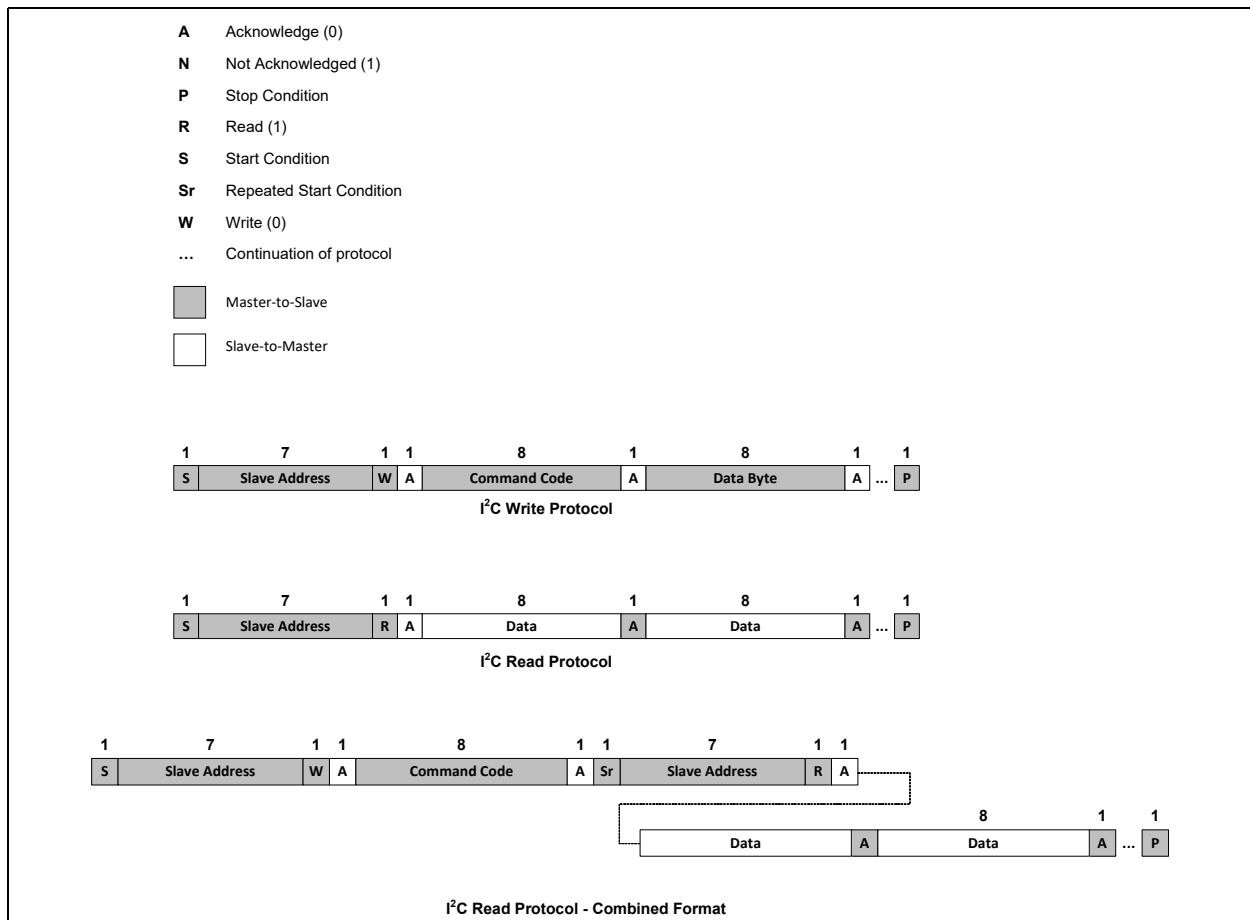 A Acknowledge (0)
N Not Acknowledged (1)
P Stop Condition
R Read (1)
S Start Condition
Sr Repeated Start Condition
W Write (0)
... Continuation of protocol
Master-to-Slave
Slave-to-Master
1 7 1 1 8 1 8 1 1
S Slave Address W A Command Code A Data Byte A ... P
I²C Write Protocol
1 7 1 1 8 1 8 1 1
S Slave Address R A Data A Data A ... P
I²C Read Protocol
1 7 1 1 8 1 1 7 1 1
S Slave Address W A Command Code A Sr Slave Address R A
8 1 1
Data A Data A ... P
I²C Read Protocol - Combined Format